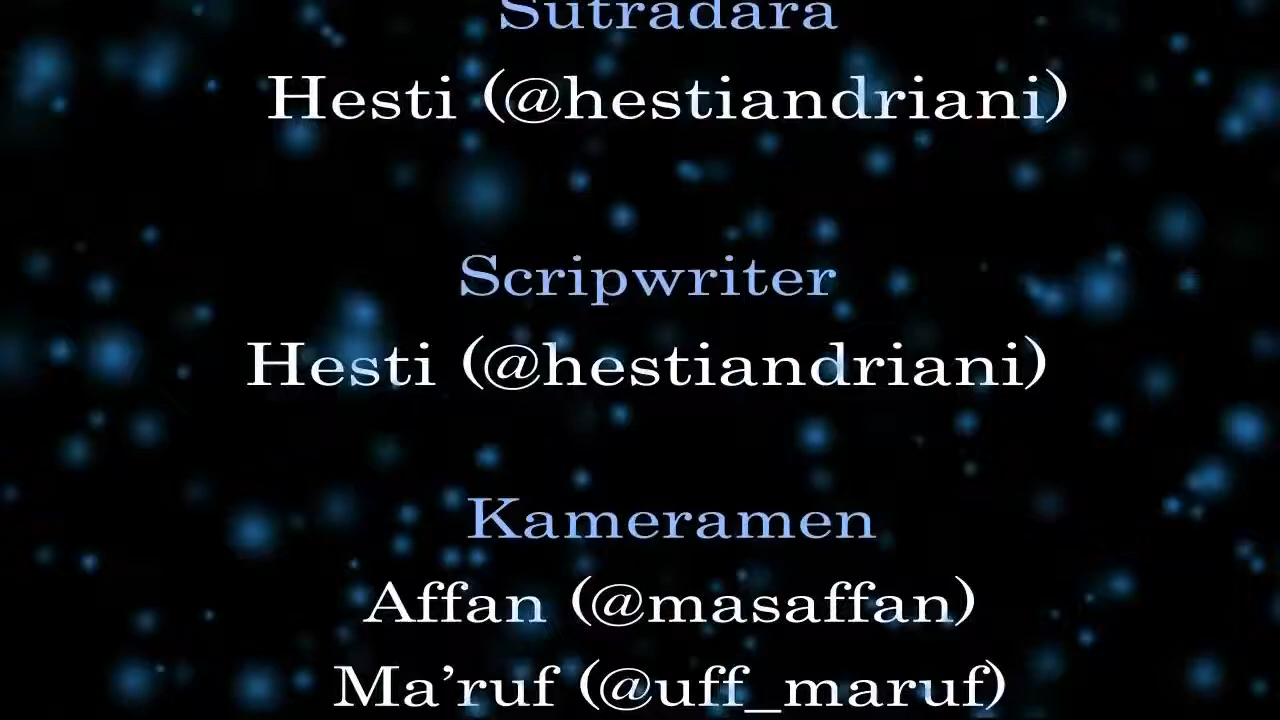 Sutradara
Hesti (@hestiandriani)
Scripwriter
Hesti (@hestiandriani)
Kameramen
Affan (@masaffan)
Ma'ruf (@uff_maruf)